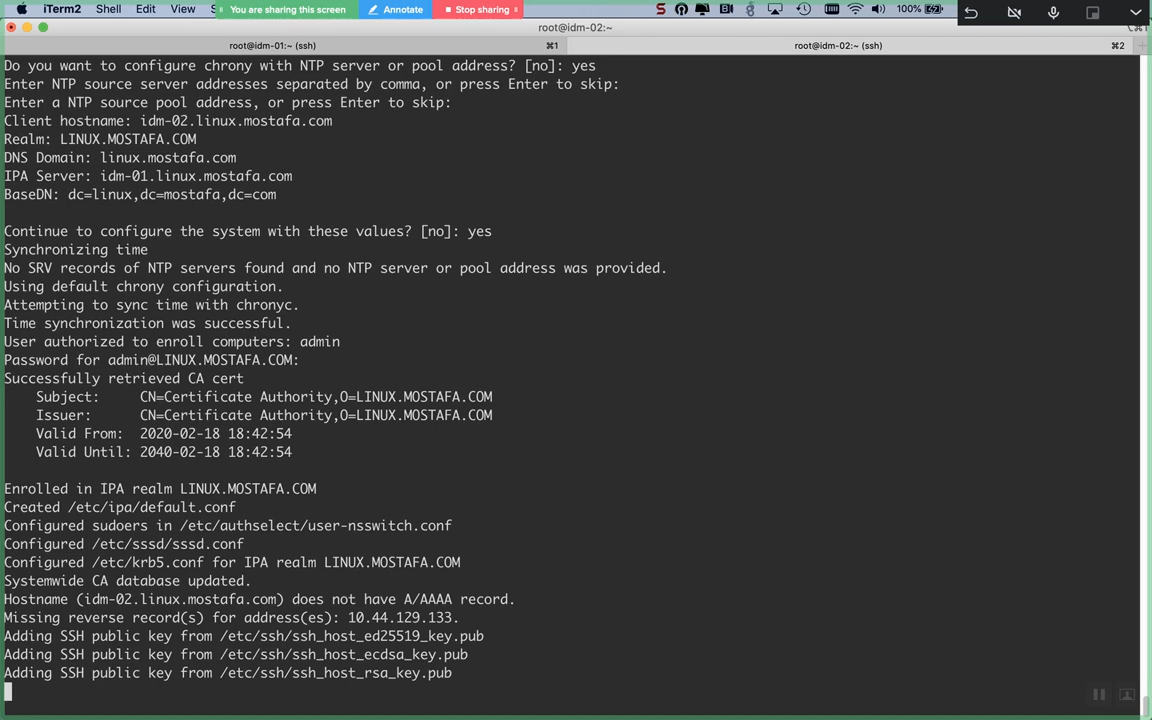 iTerm2 Shell Edit View You are sharing this screen Annotate Stop sharing 100%
root@idm-02:~
root@idm-01:~ (ssh) ⌘1 root@idm-02:~ (ssh) ⌘2
Do you want to configure chrony with NTP server or pool address? [no]: yes
Enter NTP source server addresses separated by comma, or press Enter to skip:
Enter a NTP source pool address, or press Enter to skip:
Client hostname: idm-02.linux.mostafa.com
Realm: LINUX.MOSTAFA.COM
DNS Domain: linux.mostafa.com
IPA Server: idm-01.linux.mostafa.com
BaseDN: dc=linux,dc=mostafa,dc=com
Continue to configure the system with these values? [no]: yes
Synchronizing time
No SRV records of NTP servers found and no NTP server or pool address was provided.
Using default chrony configuration.
Attempting to sync time with chronyc.
Time synchronization was successful.
User authorized to enroll computers: admin
Password for admin@LINUX.MOSTAFA.COM:
Successfully retrieved CA cert
Subject: CN=Certificate Authority,O=LINUX.MOSTAFA.COM
Issuer: CN=Certificate Authority,O=LINUX.MOSTAFA.COM
Valid From: 2020-02-18 18:42:54
Valid Until: 2040-02-18 18:42:54
Enrolled in IPA realm LINUX.MOSTAFA.COM
Created /etc/ipa/default.conf
Configured sudoers in /etc/authselect/user-nsswitch.conf
Configured /etc/sssd/sssd.conf
Configured /etc/krb5.conf for IPA realm LINUX.MOSTAFA.COM
Systemwide CA database updated.
Hostname (idm-02.linux.mostafa.com) does not have A/AAAA record.
Missing reverse record(s) for address(es): 10.44.129.133.
Adding SSH public key from /etc/ssh/ssh_host_ed25519_key.pub
Adding SSH public key from /etc/ssh/ssh_host_ecdsa_key.pub
Adding SSH public key from /etc/ssh/ssh_host_rsa_key.pub